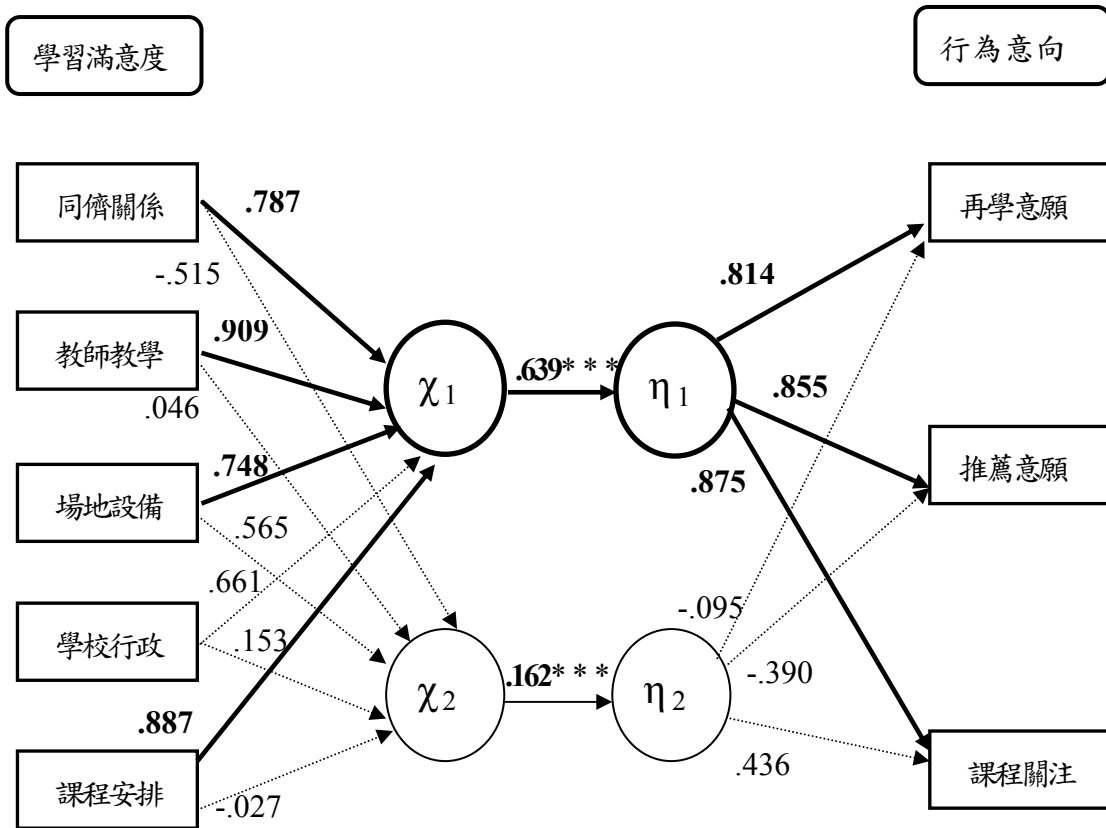 學習滿意度
行為意向
同儕關係
.787
再學意願
-.515
.814
教師教學
.909
χ1
.639***
η1
.855
.046
.748
.875
推薦意願
場地設備
.565
.661
-.095
學校行政
.153
χ2
.162***
η2
-.390
.887
.436
課程安排
-.027
課程關注